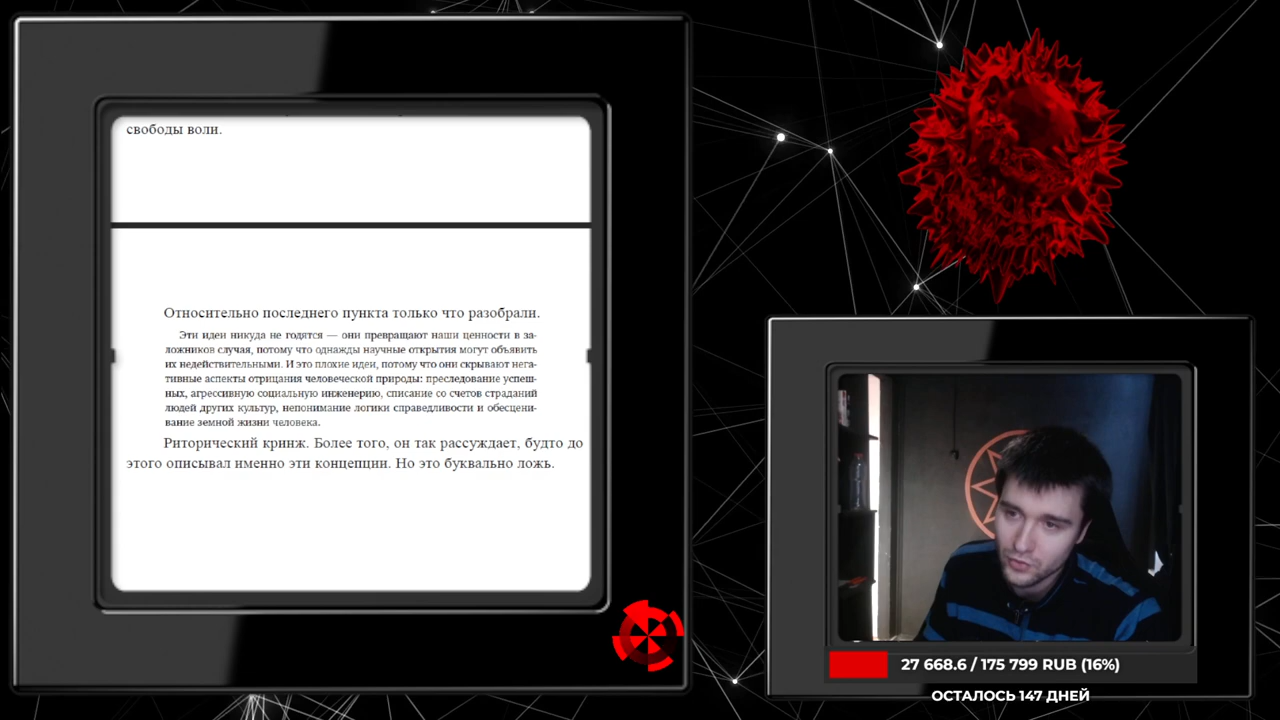 свободы воли.
Относительно последнего пункта только что разобрали.
Эти идеи никуда не годятся — они превращают наши ценности в за-
ложников случая, потому что однажды научные открытия могут объявить
их недействительными. И это плохие идеи, потому что они скрывают нега-
тивные аспекты отрицания человеческой природы: преследование успеш-
ных, агрессивную социальную инженерию, списание со счетов страданий
людей других культур, непонимание логики справедливости и обесцени-
вание земной жизни человека.
Риторический кринж. Более того, он так рассуждает, будто до
этого описывал именно эти концепции. Но это буквально ложь.
27 668.6 / 175 799 RUB (16%)
ОСТАЛОСЬ 147 ДНЕЙ